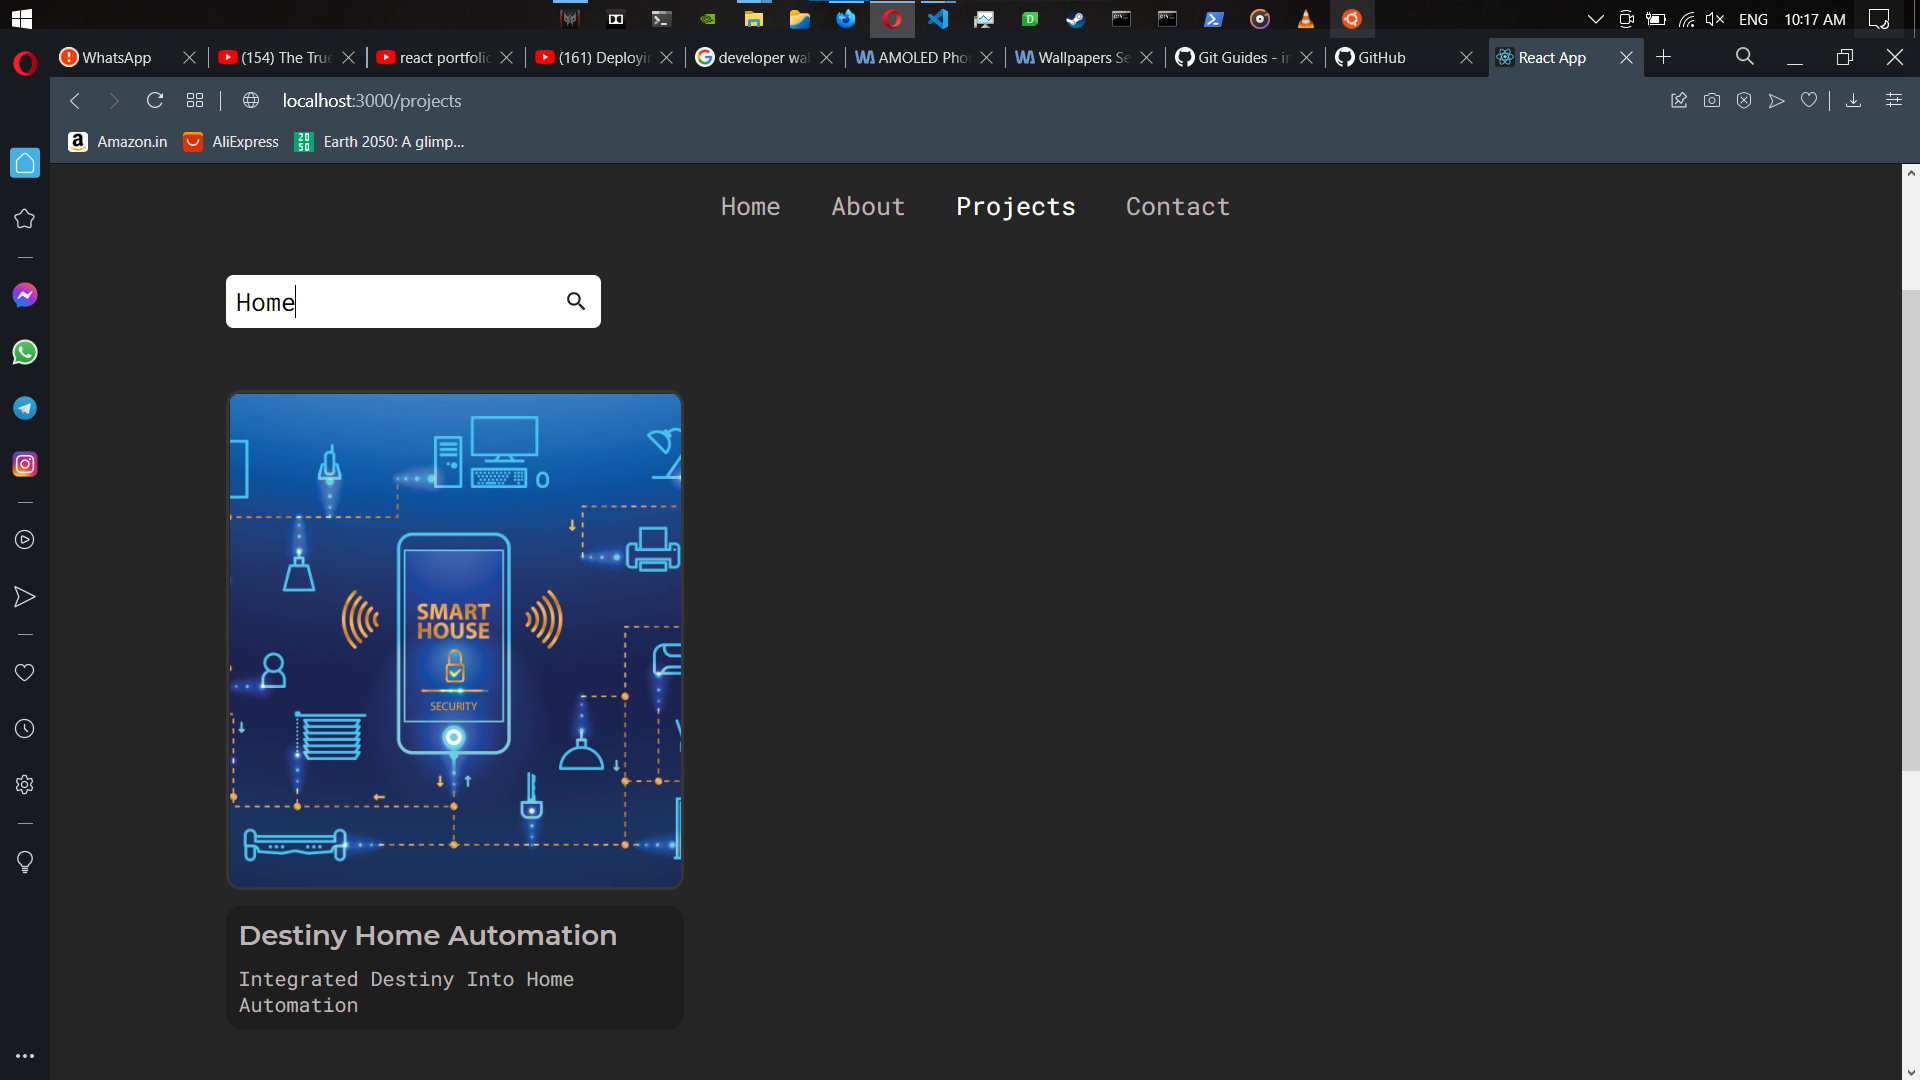 ENG 10:17 AM
WhatsApp
(154) The True
react portfolio
(161) Deployin
developer wal
AMOLED Phon
Wallpapers Se
Git Guides - in
GitHub
React App
localhost:3000/projects
Amazon.in
AliExpress
Earth 2050: A glimp...
Home About Projects Contact
Home
SMART
HOUSE
SECURITY
Destiny Home Automation
Integrated Destiny Into Home
Automation